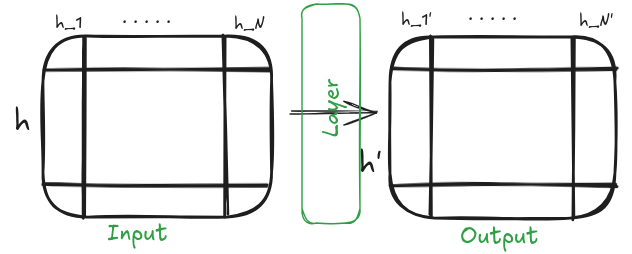 h_1 ..... h_N
h_1' ..... h_N'
h
Layer
h'
Input
Output